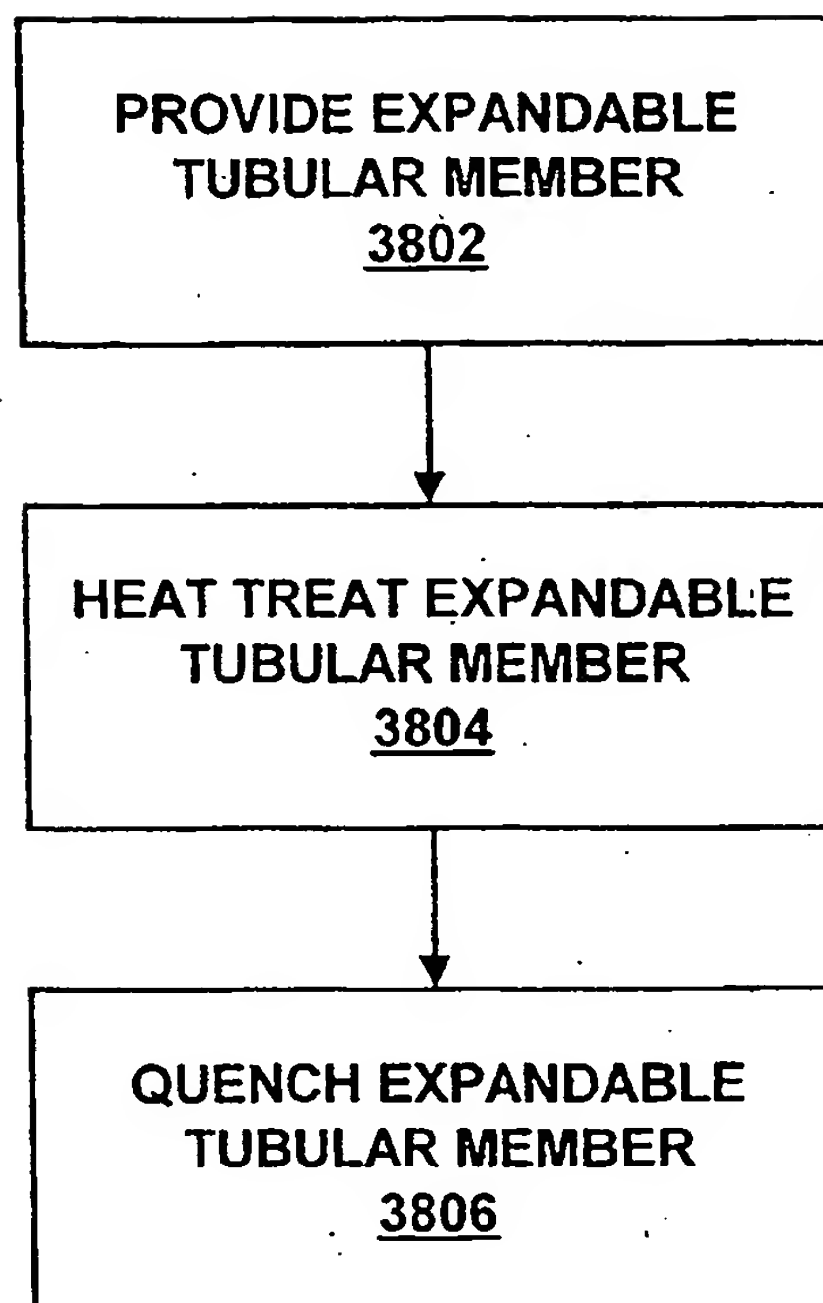 PROVIDE EXPANDABLE
TUBULAR MEMBER
3802
HEAT TREAT EXPANDABLE
TUBULAR MEMBER
3804
QUENCH EXPANDABLE
TUBULAR MEMBER
3806